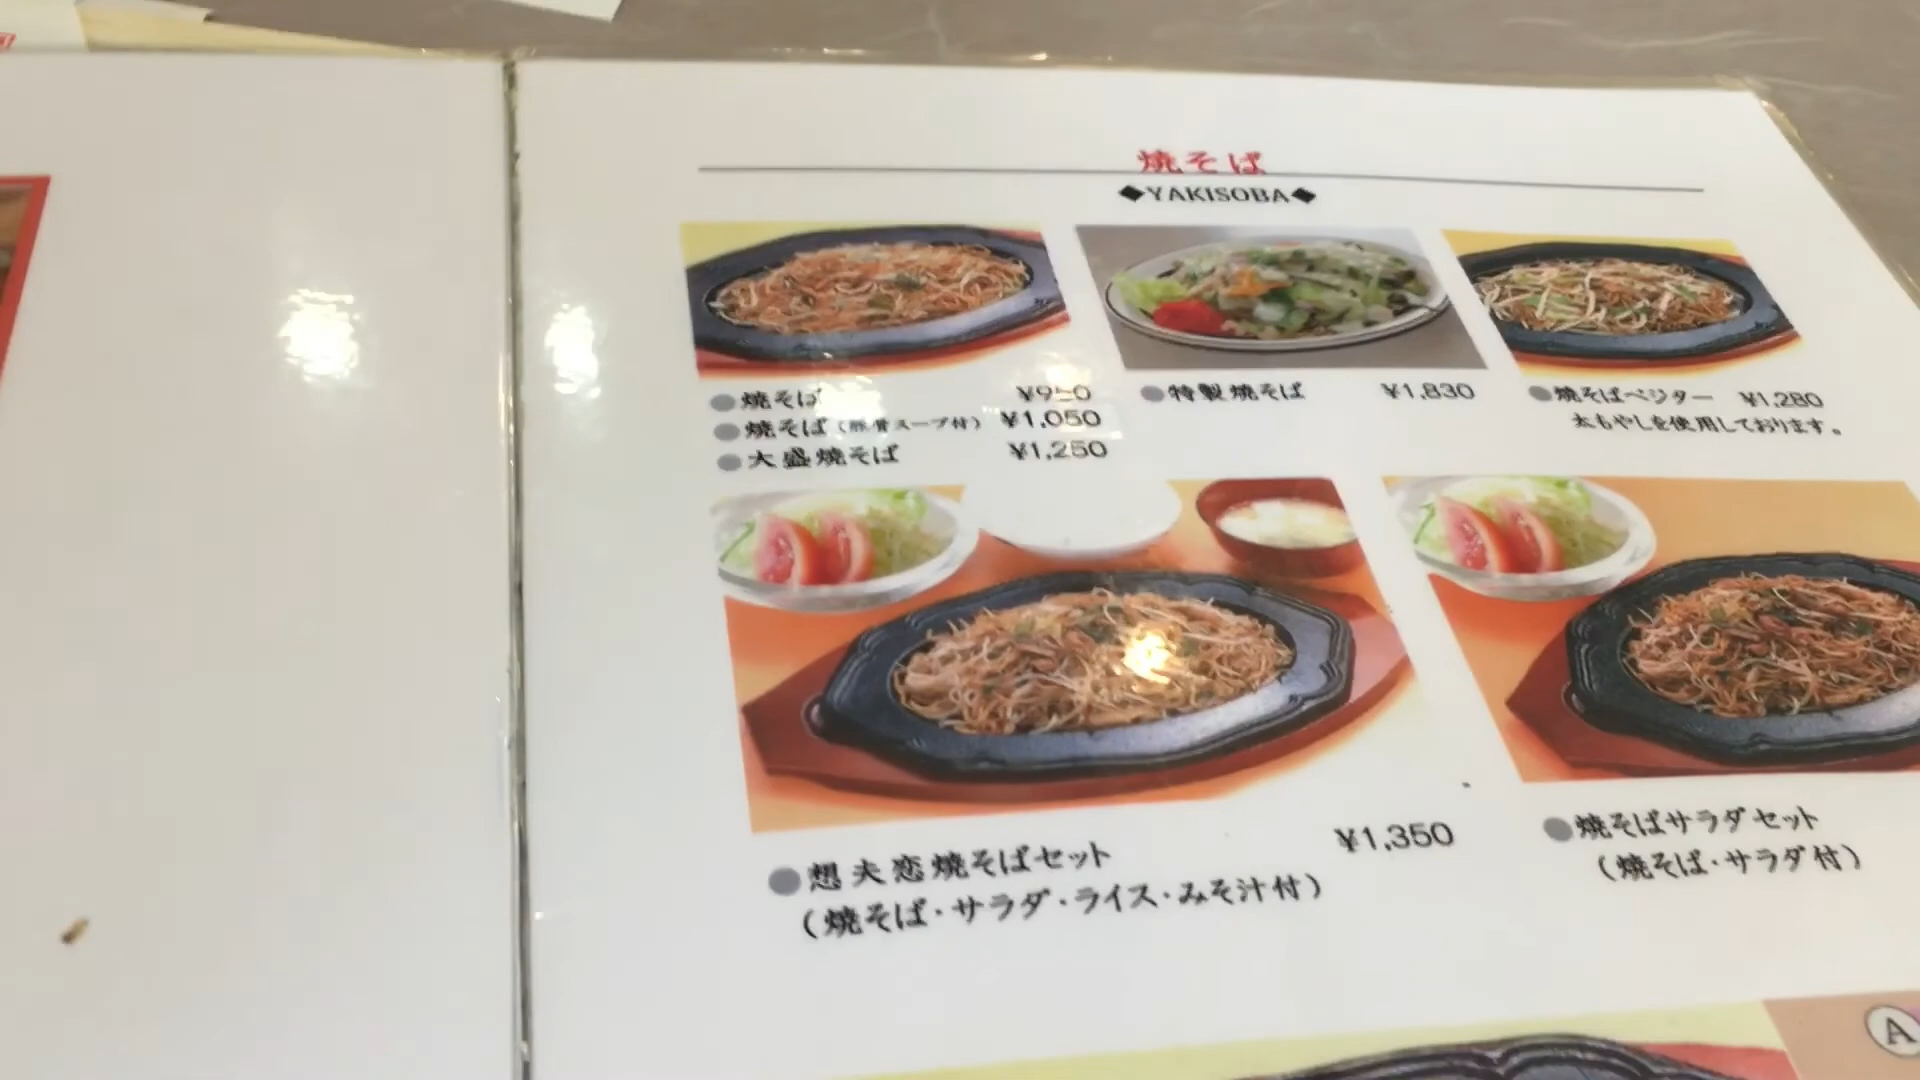 焼そば
◆YAKISOBA◆
●焼そば
●焼そば(豚骨スープ付) ¥1,050
●大盛焼そば ¥1,250
●特製焼そば ¥1,830
●焼そばベジター ¥1,280
太もやしを使用しております。
●想夫恋焼そばセット ¥1,350
(焼そば・サラダ・ライス・みそ汁付)
●焼そばサラダセット
(焼そば・サラダ付)
A